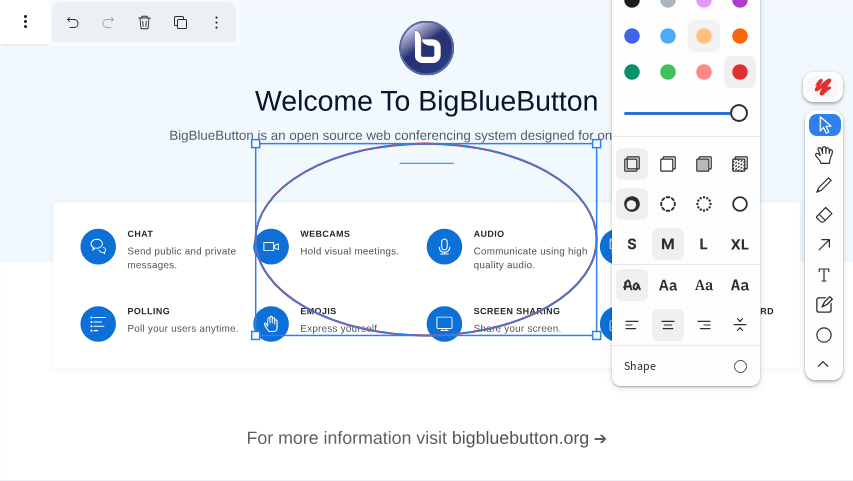 Welcome To BigBlueButton
BigBlueButton is an open source web conferencing system designed for on
CHAT
Send public and private
messages.
WEBCAMS
Hold visual meetings.
AUDIO
Communicate using high
quality audio.
POLLING
Poll your users anytime.
EMOJIS
Express yourself.
SCREEN SHARING
Share your screen.
RD
For more information visit bigbluebutton.org ➔
S M L XL
Aa Aa Aa Aa
Shape
T